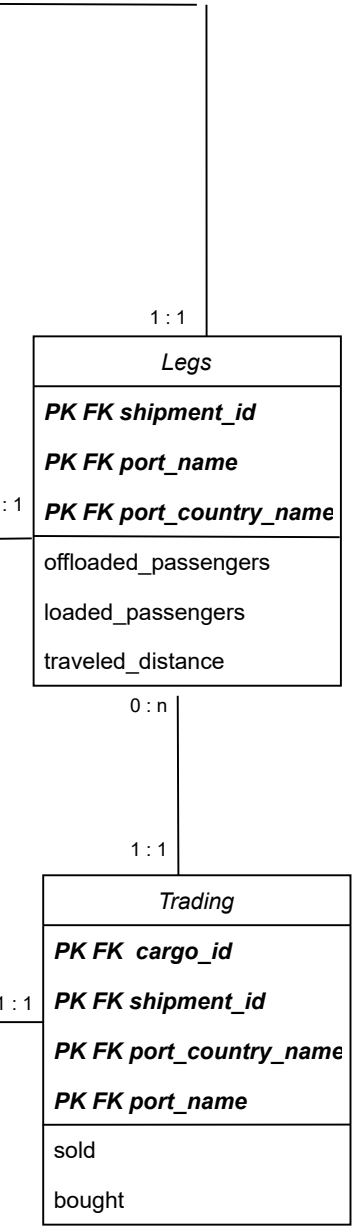 1 : 1
Legs
PK FK shipment_id
PK FK port_name
: 1
PK FK port_country_name
offloaded_passengers
loaded_passengers
traveled_distance
0 : n
1 : 1
Trading
PK FK cargo_id
1 : 1
PK FK shipment_id
PK FK port_country_name
PK FK port_name
sold
bought